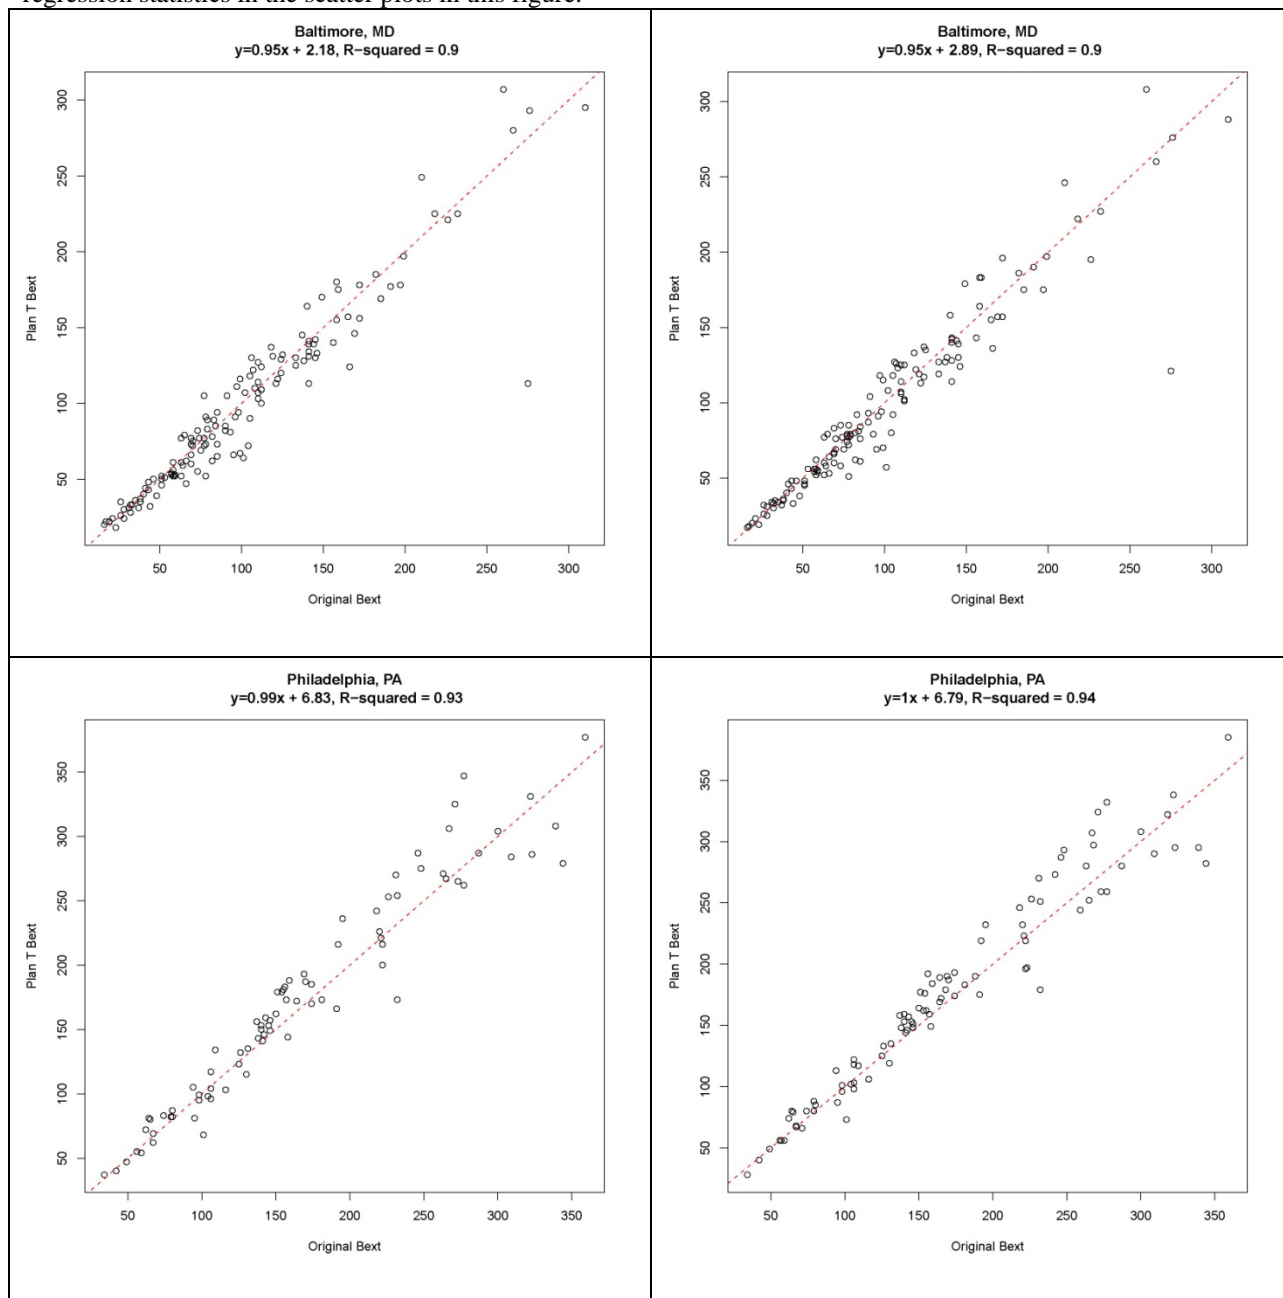 regression statistics in the scatter plots in this figure.
Baltimore, MD
y=0.95x + 2.18, R−squared = 0.9
300
250
200
150
100
50
Plan T Bext
50 100 150 200 250 300
Original Bext
Baltimore, MD
y=0.95x + 2.89, R−squared = 0.9
300
250
200
150
100
50
Plan T Bext
50 100 150 200 250 300
Original Bext
Philadelphia, PA
y=0.99x + 6.83, R−squared = 0.93
350
300
250
200
150
100
50
Plan T Bext
50 100 150 200 250 300 350
Original Bext
Philadelphia, PA
y=1x + 6.79, R−squared = 0.94
350
300
250
200
150
100
50
Plan T Bext
50 100 150 200 250 300 350
Original Bext